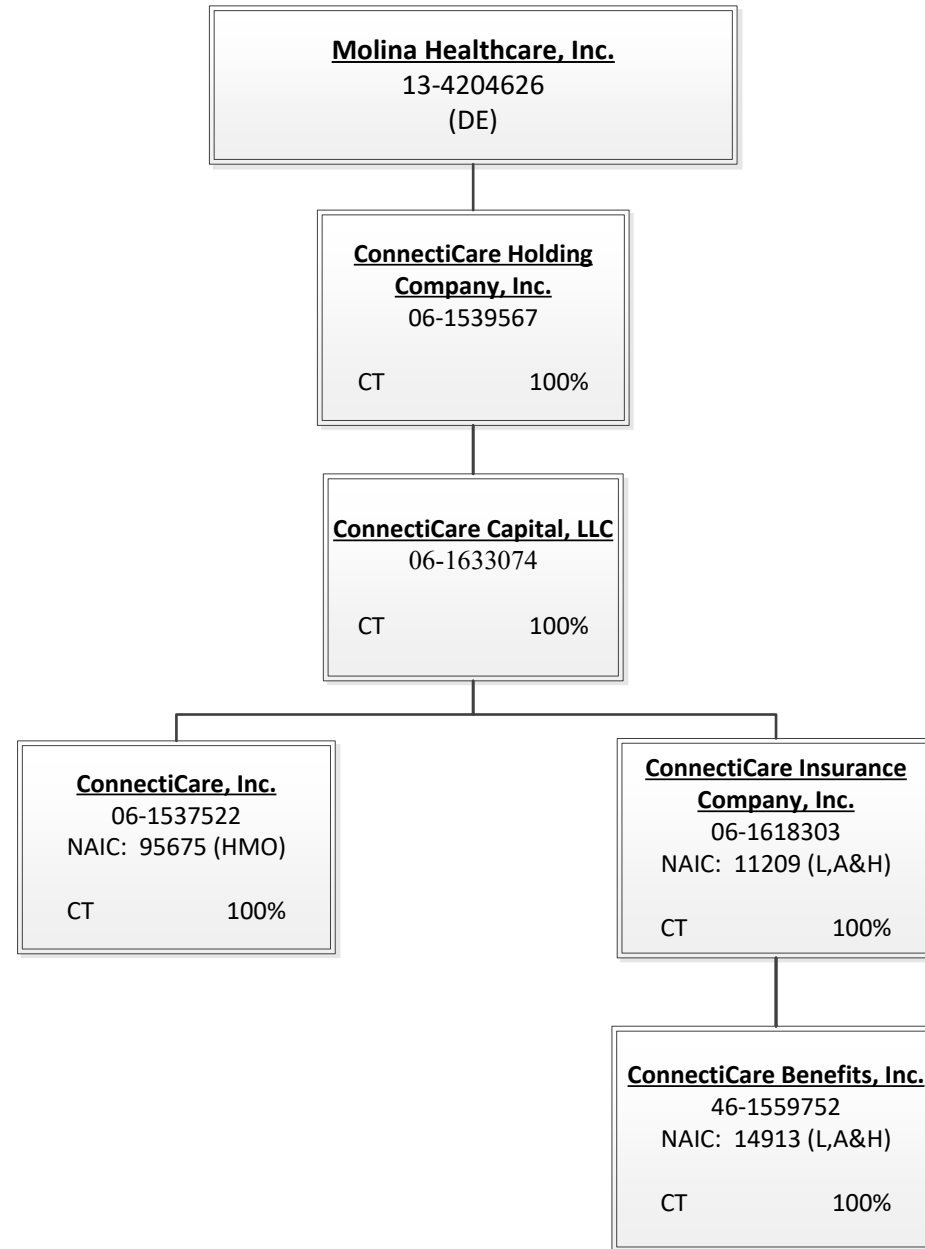 Molina Healthcare, Inc.
13-4204626
(DE)
ConnectiCare Holding
Company, Inc.
06-1539567
CT 100%
ConnectiCare Capital, LLC
06-1633074
CT 100%
ConnectiCare, Inc.
06-1537522
NAIC: 95675 (HMO)
CT 100%
ConnectiCare Insurance
Company, Inc.
06-1618303
NAIC: 11209 (L,A&H)
CT 100%
ConnectiCare Benefits, Inc.
46-1559752
NAIC: 14913 (L,A&H)
CT 100%